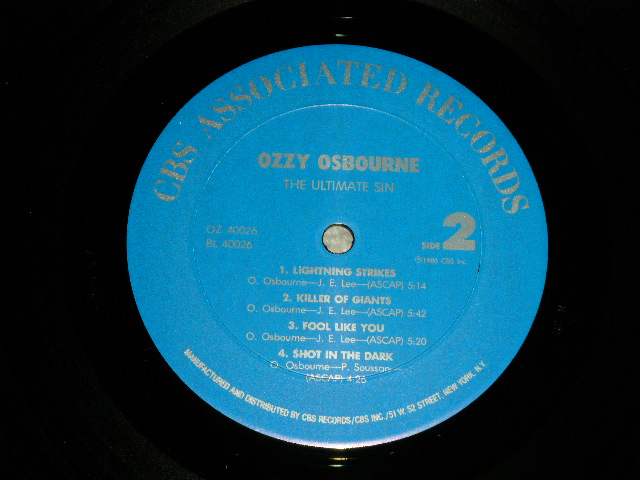 CBS ASSOCIATED RECORDS
OZZY OSBOURNE
THE ULTIMATE SIN
OZ 40026
BL 40026
SIDE 2
℗1986 CBS Inc.
1. LIGHTNING STRIKES
O. Osbourne—J. E. Lee—(ASCAP) 5:14
2. KILLER OF GIANTS
O. Osbourne—J. E. Lee—(ASCAP) 5:42
3. FOOL LIKE YOU
O. Osbourne—J. E. Lee—(ASCAP) 5:20
4. SHOT IN THE DARK
O. Osbourne—P. Soussan
(ASCAP) 4:26
MANUFACTURED AND DISTRIBUTED BY CBS RECORDS/CBS INC./51 W. 52 STREET, NEW YORK, N.Y.